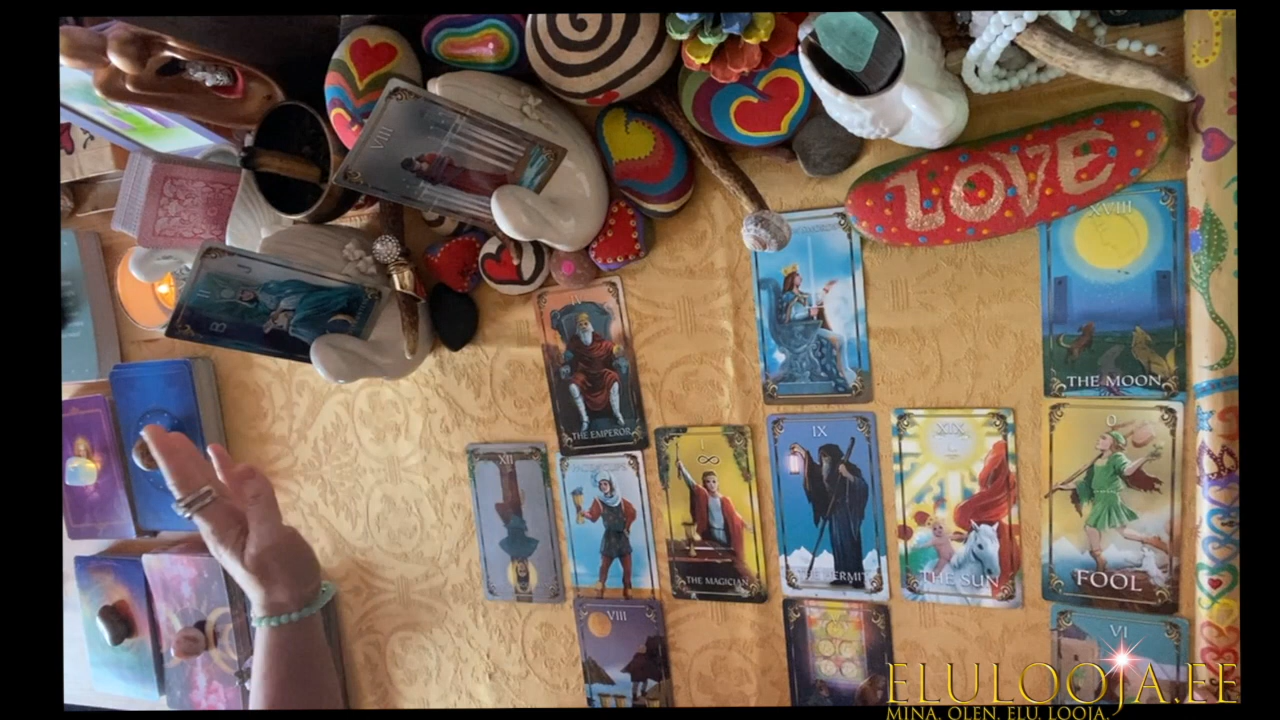 VIII
LOVE
XVIII
THE MOON
II
THE EMPEROR
XII
I
THE MAGICIAN
IX
THE HERMIT
XIX
THE SUN
0
FOOL
VIII
VI
ELULOOJA.EE
MINA. OLEN. ELU. LOOJA.